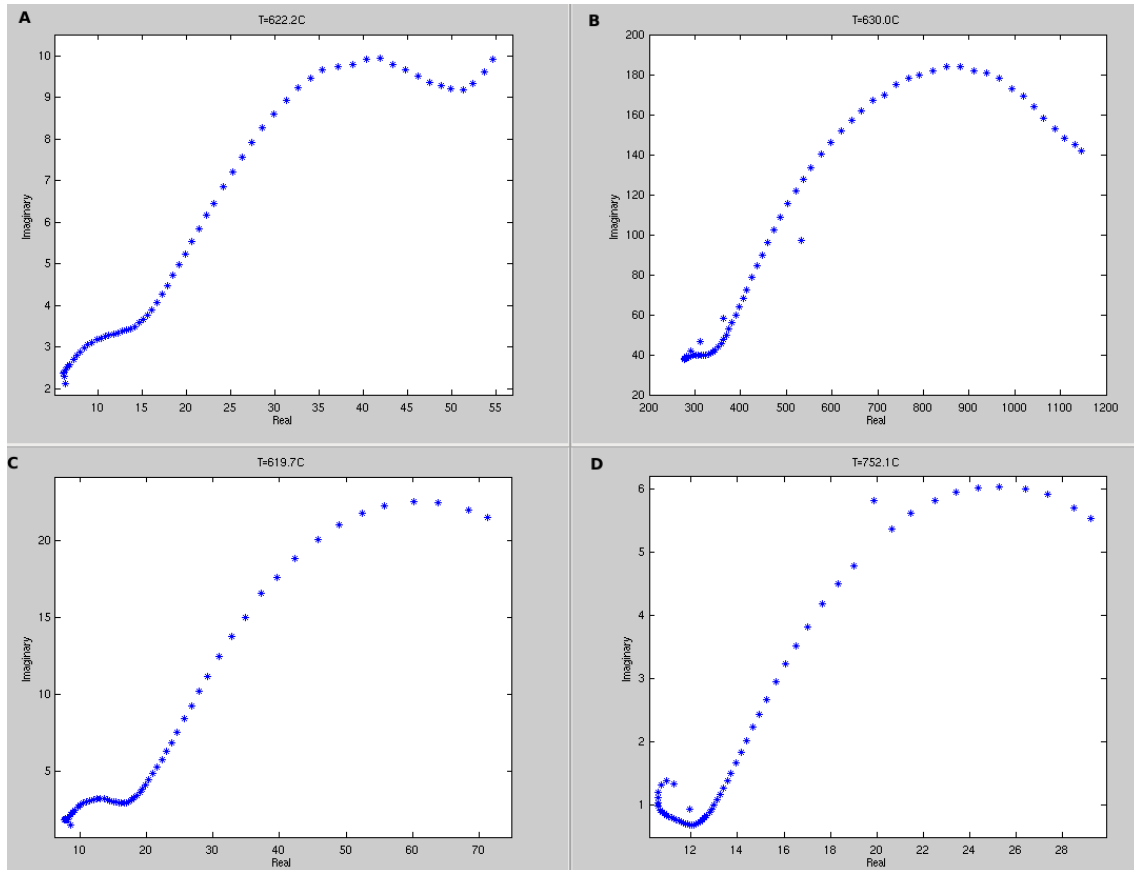 A
T=622.2C
10
9
8
7
6
5
4
3
2
Imaginary
10 15 20 25 30 35 40 45 50 55
Real
B
T=630.0C
200
180
160
140
120
100
80
60
40
20
Imaginary
200 300 400 500 600 700 800 900 1000 1100 1200
Real
C
T=619.7C
20
15
10
5
Imaginary
10 20 30 40 50 60 70
Real
D
T=752.1C
6
5
4
3
2
1
Imaginary
12 14 16 18 20 22 24 26 28
Real